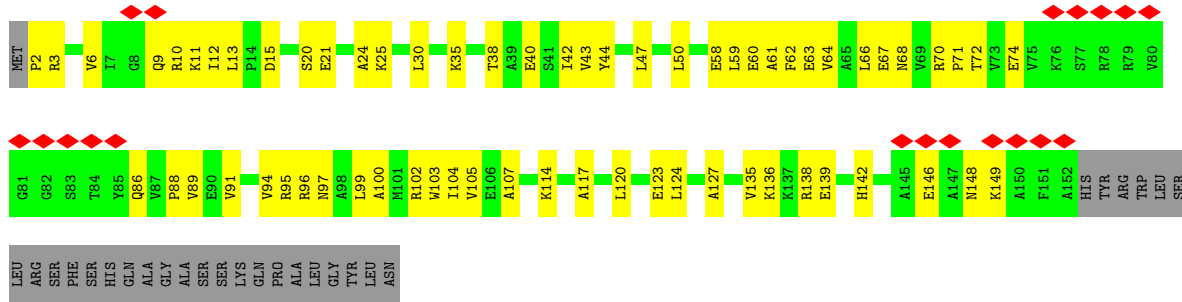 MET P2 R3 V6 I7 G8 Q9 R10 K11 I12 L13 P14 D15 S20 E21 A24 K25 L30 K35 T38 A39 E40 S41 I42 V43 Y44 L47 L50 E58 L59 E60 A61 F62 E63 V64 A65 L66 E67 N68 V69 R70 P71 T72 V73 E74 V75 K76 S77 R78 R79 V80
G81 G82 S83 T84 Y85 Q86 V87 P88 V89 E90 V91 V94 R95 R96 N97 A98 L99 A100 M101 R102 W103 I104 V105 E106 A107 K114 A117 L120 E123 L124 A127 V135 K136 K137 R138 E139 H142 A145 E146 A147 N148 K149 A150 F151 A152 HIS TYR ARG TRP LEU SER
LEU ARG SER PHE SER HIS GLN ALA GLY ALA SER SER LYS GLN PRO ALA LEU GLY TYR LEU ASN